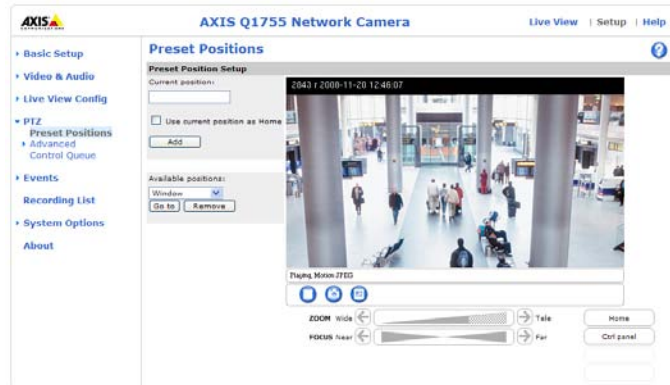 AXIS
COMMUNICATIONS
AXIS Q1755 Network Camera
Live View | Setup | Help
Basic Setup
Video & Audio
Live View Config
PTZ
Preset Positions
Advanced
Control Queue
Events
Recording List
System Options
About
Preset Positions
?
Preset Position Setup
Current position:
Use current position as Home
Add
Available positions:
Window
Go to
Remove
2843 r 2008-11-20 12:46:07
Playing, Motion JPEG
ZOOM Wide
Tele
Home
FOCUS Near
Far
Ctrl panel